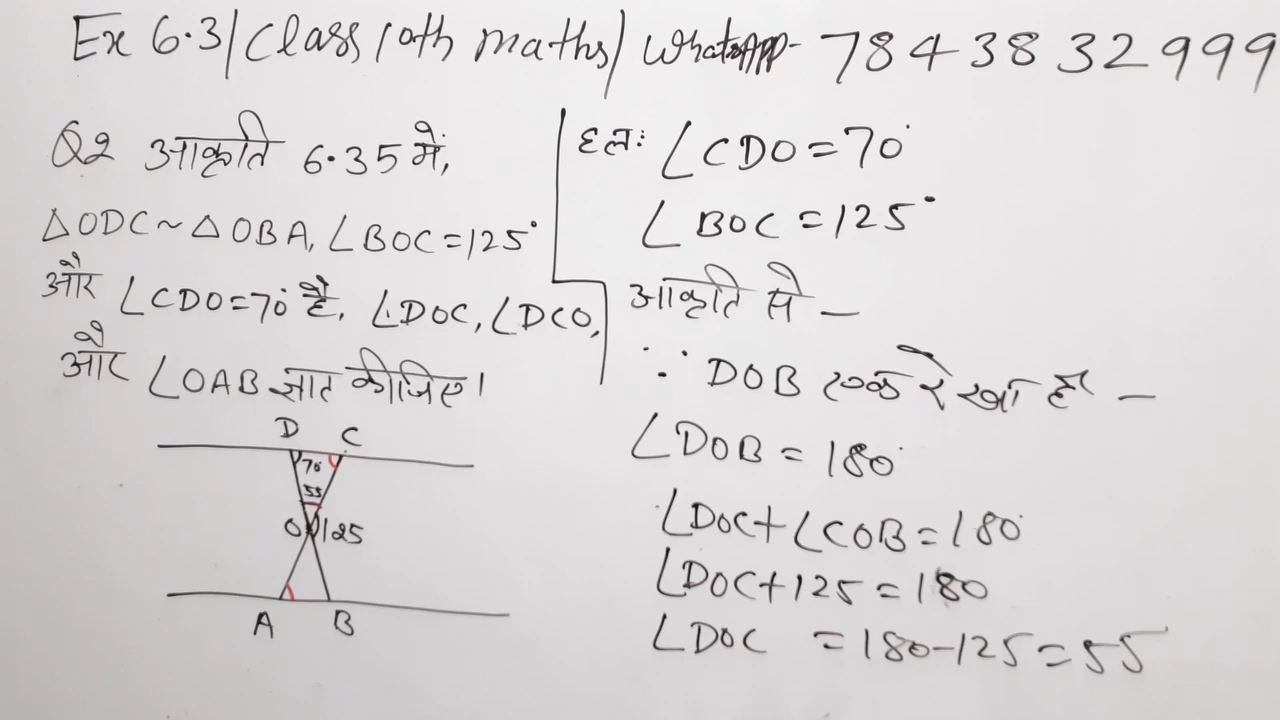 Ex 6.3/Class 10th maths/ WhatsApp- 7843832999
Q2 आकृति 6.35 में,
△ODC~△OBA, ∠BOC=125°
और ∠CDO=70° है, ∠DOC, ∠DCO,
और ∠OAB ज्ञात कीजिए।
D C
70
55
O 125
A B
हलः ∠CDO=70°
∠BOC=125°
आकृति से —
∵ DOB एक रेखा है —
∠DOB=180°
∠DOC+∠COB=180
∠DOC+125=180
∠DOC =180-125=55